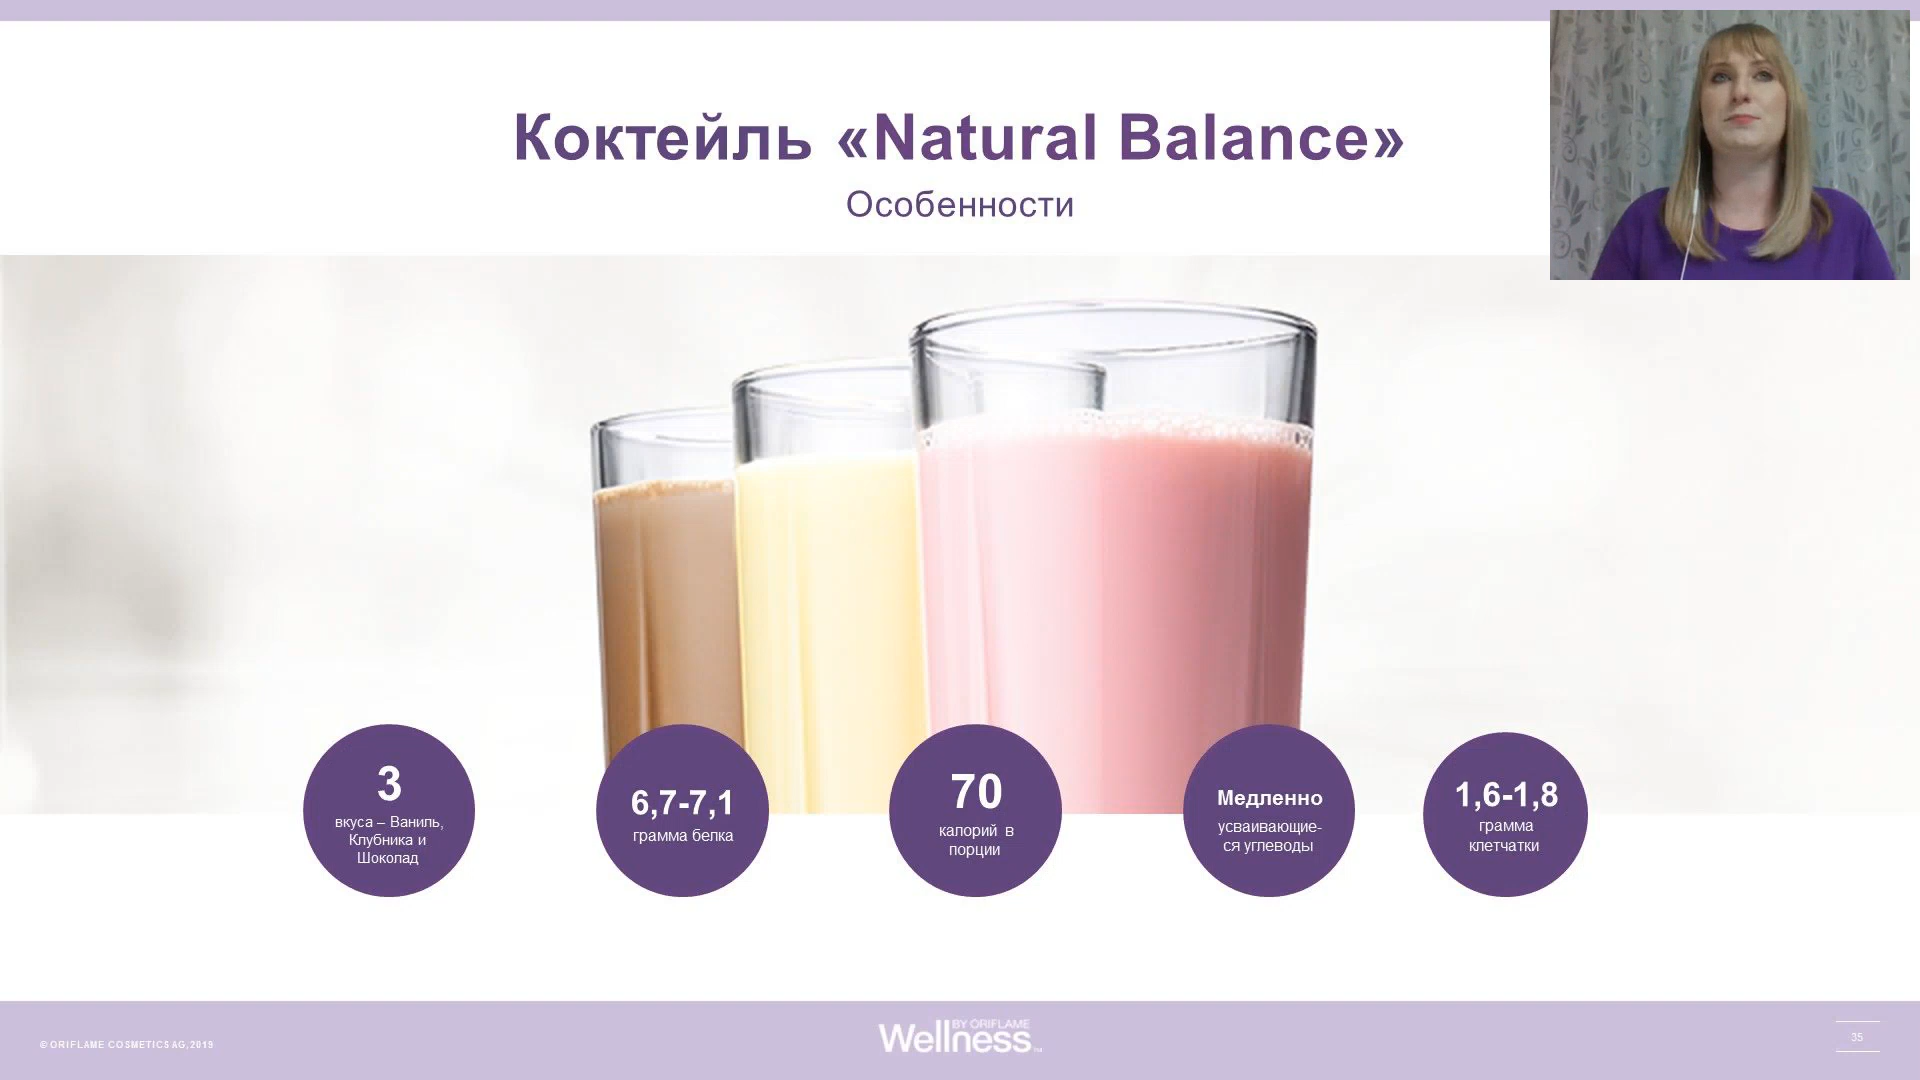 Коктейль «Natural Balance»
Особенности
3
вкуса – Ваниль,
Клубника и
Шоколад
6,7-7,1
грамма белка
70
калорий в
порции
Медленно
усваивающие-
ся углеводы
1,6-1,8
грамма
клетчатки
© ORIFLAME COSMETICS AG, 2019
BY ORIFLAME
Wellness™
35